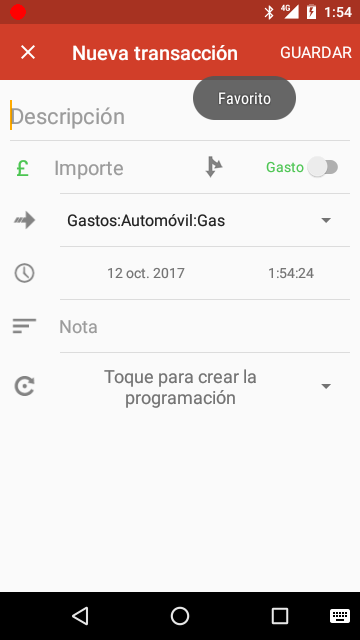 4G 1:54
Nueva transacción GUARDAR
Favorito
Descripción
£ Importe Gasto
Gastos:Automóvil:Gas
12 oct. 2017 1:54:24
Nota
Toque para crear la
programación